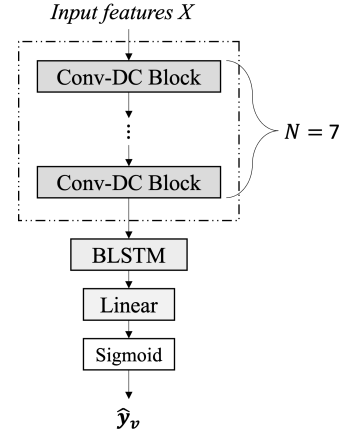 Input features X
Conv-DC Block
⋮
Conv-DC Block
N = 7
BLSTM
Linear
Sigmoid
ŷ_v